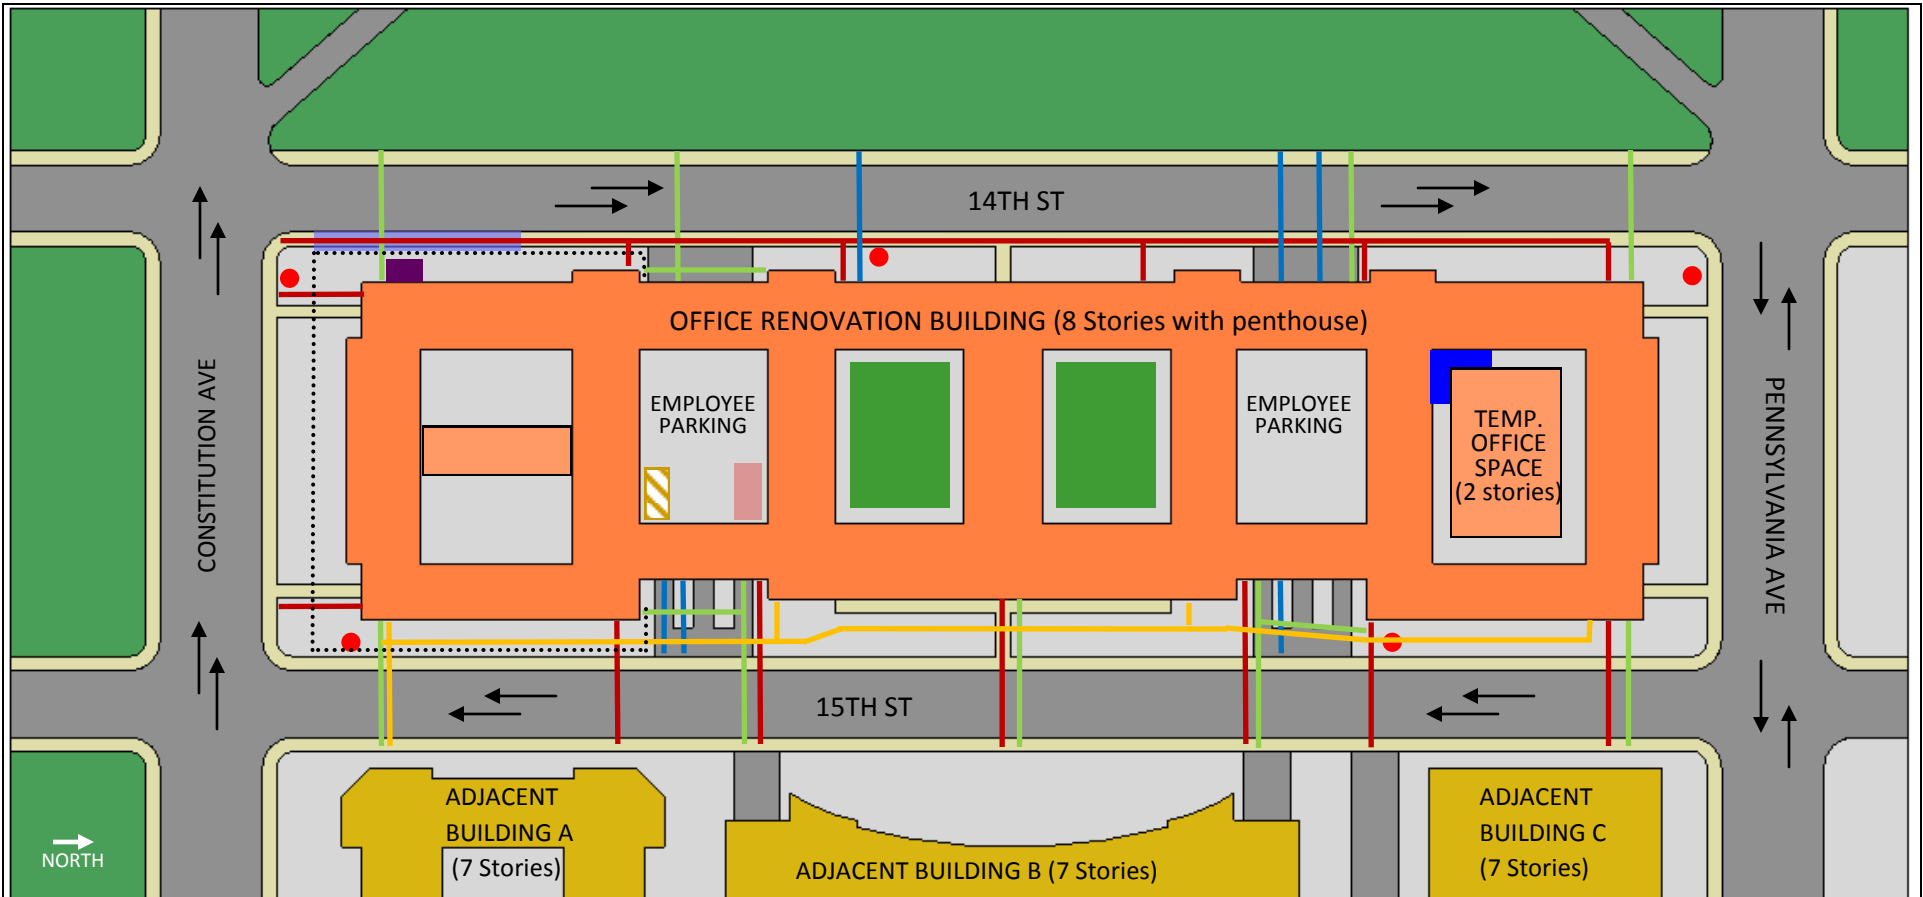 14TH ST
OFFICE RENOVATION BUILDING (8 Stories with penthouse)
CONSTITUTION AVE
EMPLOYEE
PARKING
EMPLOYEE
PARKING
TEMP.
OFFICE
SPACE
(2 stories)
PENNSYLVANIA AVE
15TH ST
ADJACENT
BUILDING A
(7 Stories)
ADJACENT BUILDING B (7 Stories)
ADJACENT
BUILDING C
(7 Stories)
NORTH